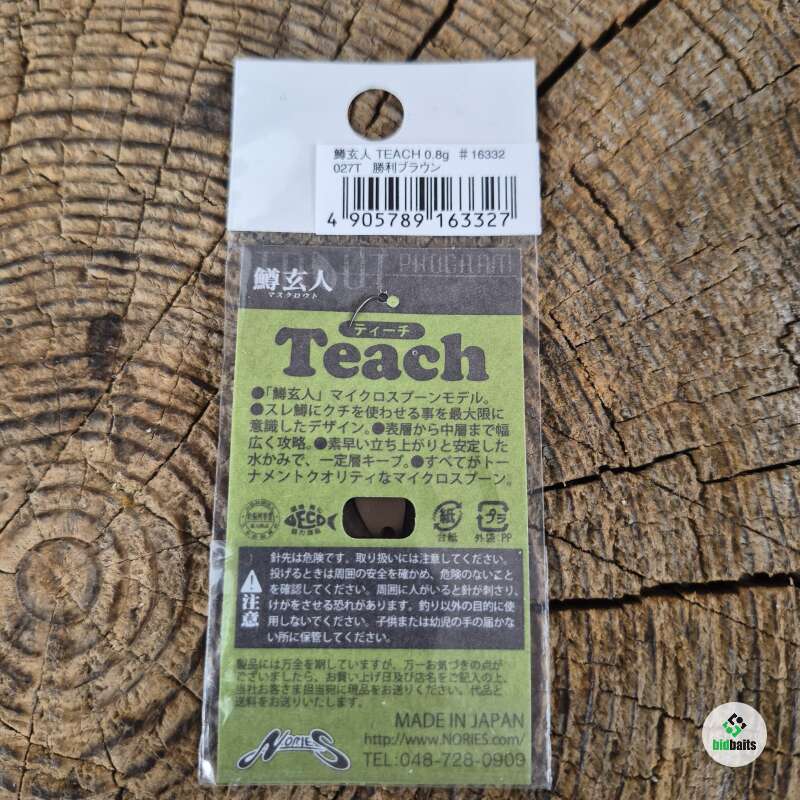 鱒玄人 TEACH 0.8g #16332
027T 勝利ブラウン
4 905789 163327
PROGRAM
鱒玄人
マスクロウト
ティーチ
Teach
●「鱒玄人」マイクロスプーンモデル。
●スレ鱒にクチを使わせる事を最大限に
意識したデザイン。●表層から中層まで幅
広く攻略。●素早い立ち上がりと安定した
水かみで、一定層キープ。●すべてがトー
ナメントクオリティなマイクロスプーン。
ECO
紙
台紙
プラ
外袋:PP
注意
針先は危険です。取り扱いには注意してください。
投げるときは周囲の安全を確かめ、危険のないこと
を確認してください。周囲に人がいると針が刺さり、
けがをさせる恐れがあります。釣り以外の目的に使
用しないでください。子供または幼児の手の届かな
い所に保管してください。
製品には万全を期していますが、万一お気づきの点が
ございましたら、お買い上げ日及び店名をご記入の上、
当社お客さま担当宛に現品をお送りください。代品と
送料をお送りいたします。
MADE IN JAPAN
http://www.NORIES.com/
NORIES
TEL:048-728-0909
bidbaits